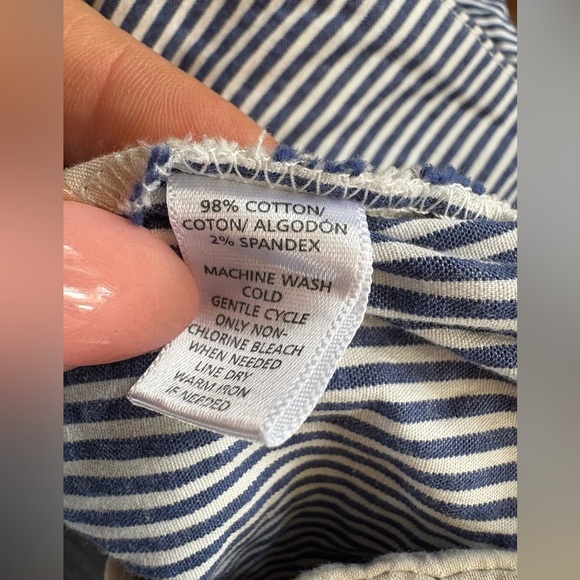 98% COTTON/
COTON/ ALGODÓN
2% SPANDEX
MACHINE WASH
COLD
GENTLE CYCLE
ONLY NON-
CHLORINE BLEACH
WHEN NEEDED
LINE DRY
WARM IRON
IF NEEDED